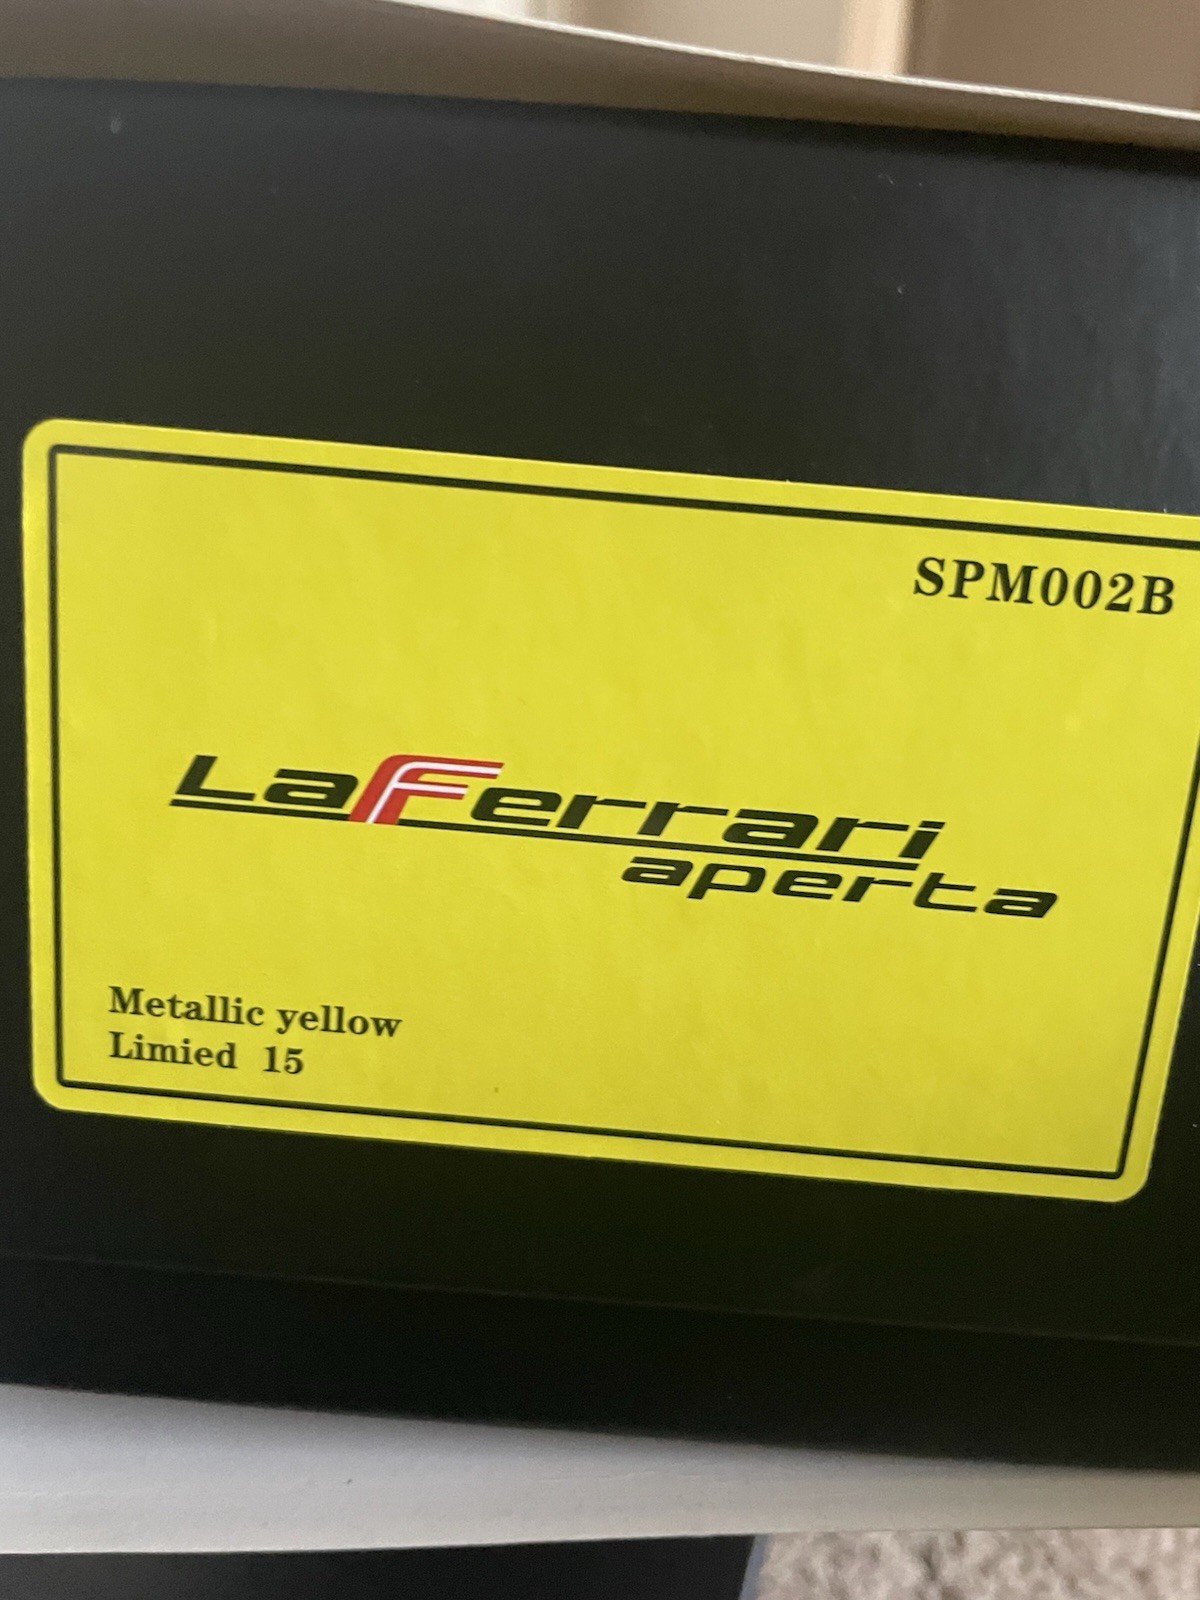 SPM002B
LaFerrari
aperta
Metallic yellow
Limied 15